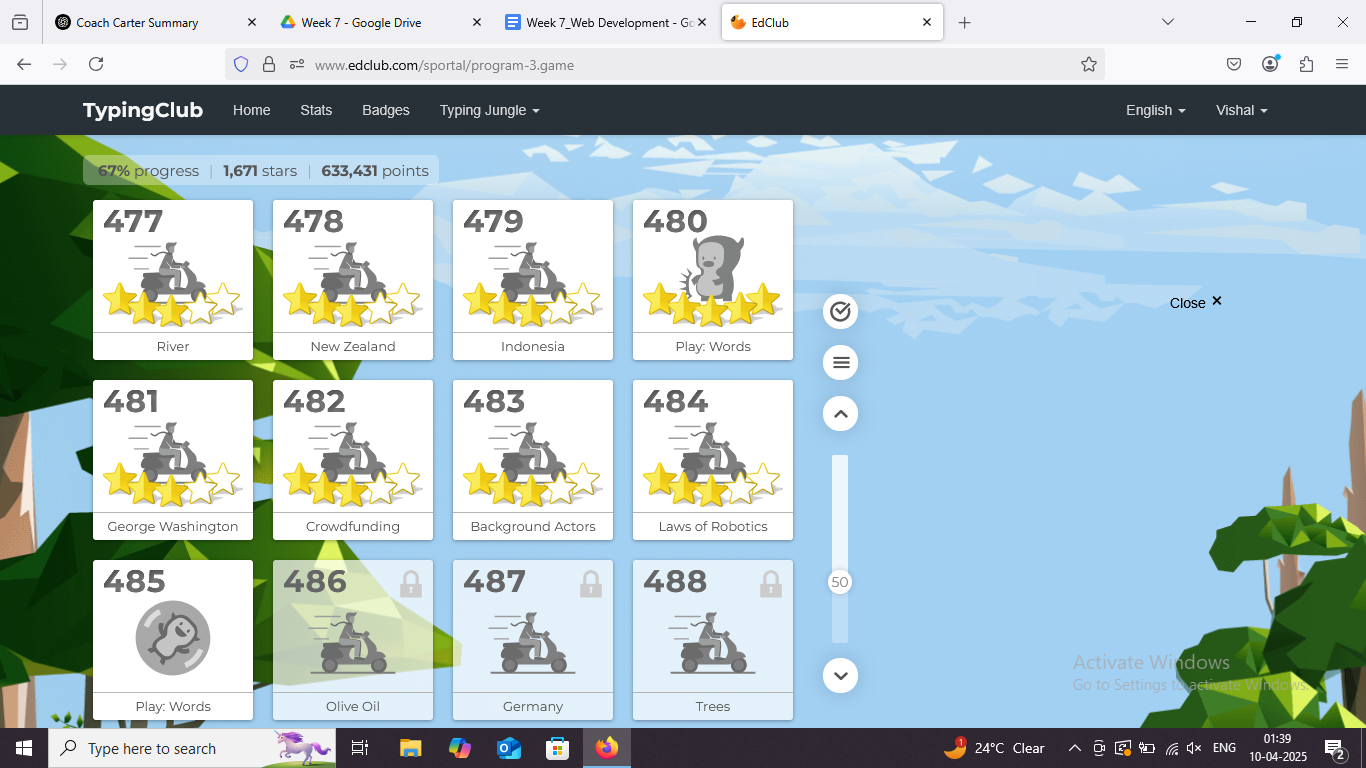 Coach Carter Summary
Week 7 - Google Drive
Week 7_Web Development - Go
EdClub
www.edclub.com/sportal/program-3.game
TypingClub Home Stats Badges Typing Jungle English Vishal
67% progress | 1,671 stars | 633,431 points
477 478 479 480
River New Zealand Indonesia Play: Words
Close ×
481 482 483 484
George Washington Crowdfunding Background Actors Laws of Robotics
485 486 487 488
50
Play: Words Olive Oil Germany Trees
Activate Windows
Go to Settings to activate Windows.
Type here to search
1
24°C Clear
ENG
01:39
10-04-2025
2